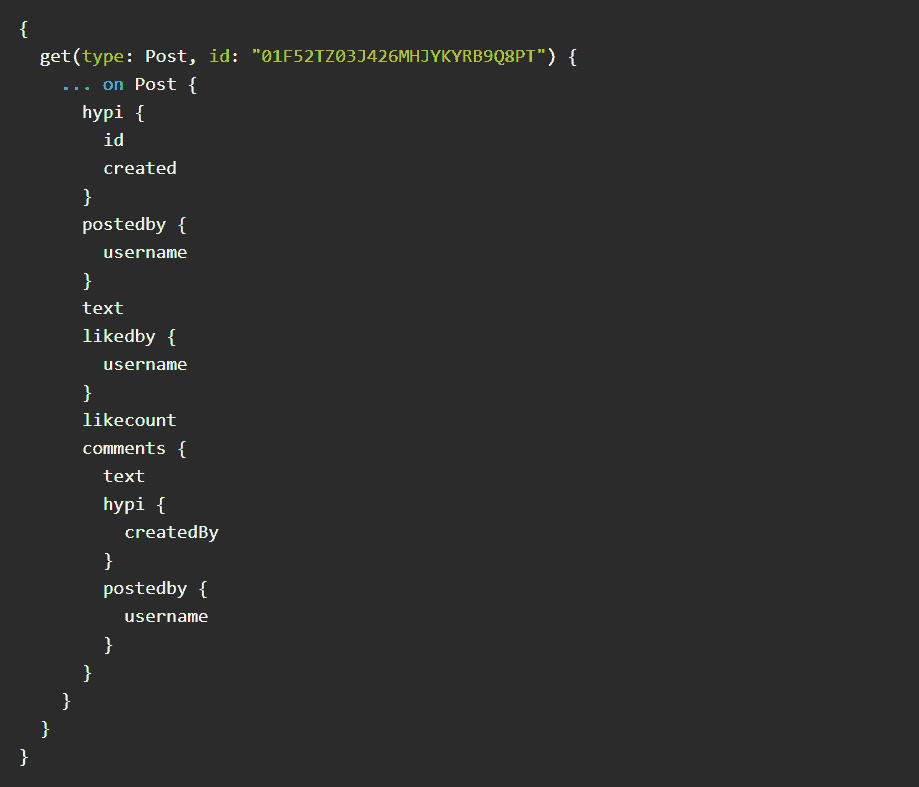 {
  get(type: Post, id: "01F52TZ03J426MHJYKYRB9Q8PT") {
    ... on Post {
      hypi {
        id
        created
      }
      postedby {
        username
      }
      text
      likedby {
        username
      }
      likecount
      comments {
        text
        hypi {
          createdBy
        }
        postedby {
          username
        }
      }
    }
  }
}